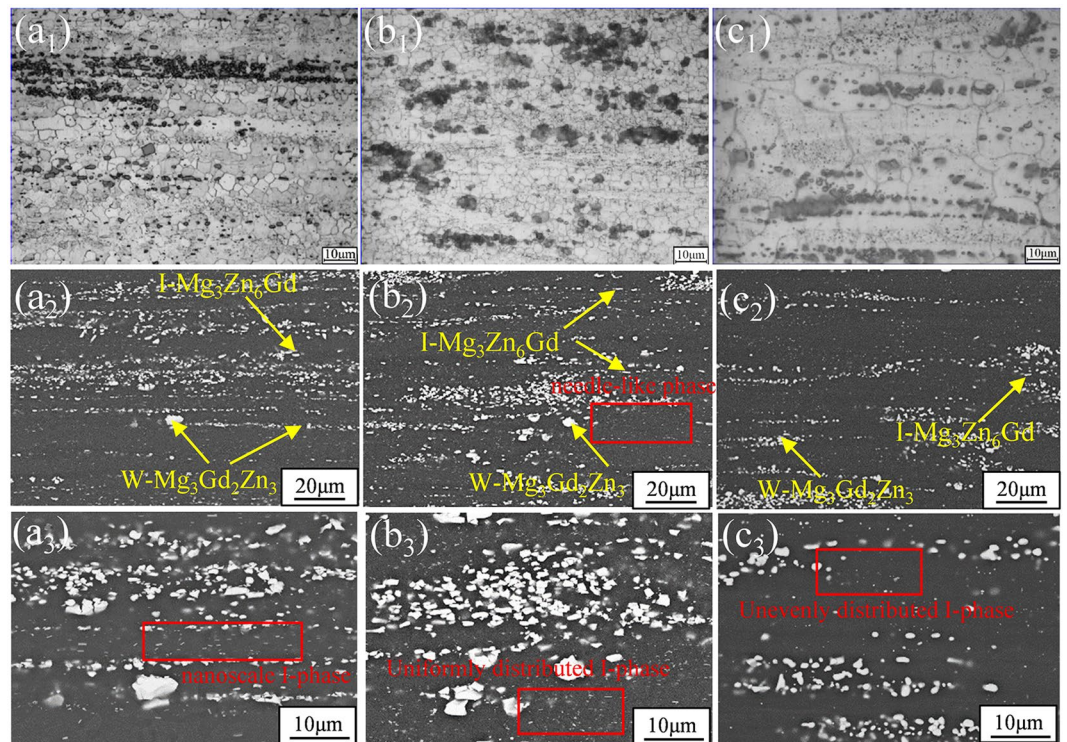 (a₁)
10μm
(b₁)
10μm
(c₁)
10μm
(a₂)
I-Mg₃Zn₆Gd
W-Mg₃Gd₂Zn₃
20μm
(b₂)
I-Mg₃Zn₆Gd
needle-like phase
W-Mg₃Gd₂Zn₃
20μm
(c₂)
I-Mg₃Zn₆Gd
W-Mg₃Gd₂Zn₃
20μm
(a₃)
nanoscale I-phase
10μm
(b₃)
Uniformly distributed I-phase
10μm
(c₃)
Unevenly distributed I-phase
10μm